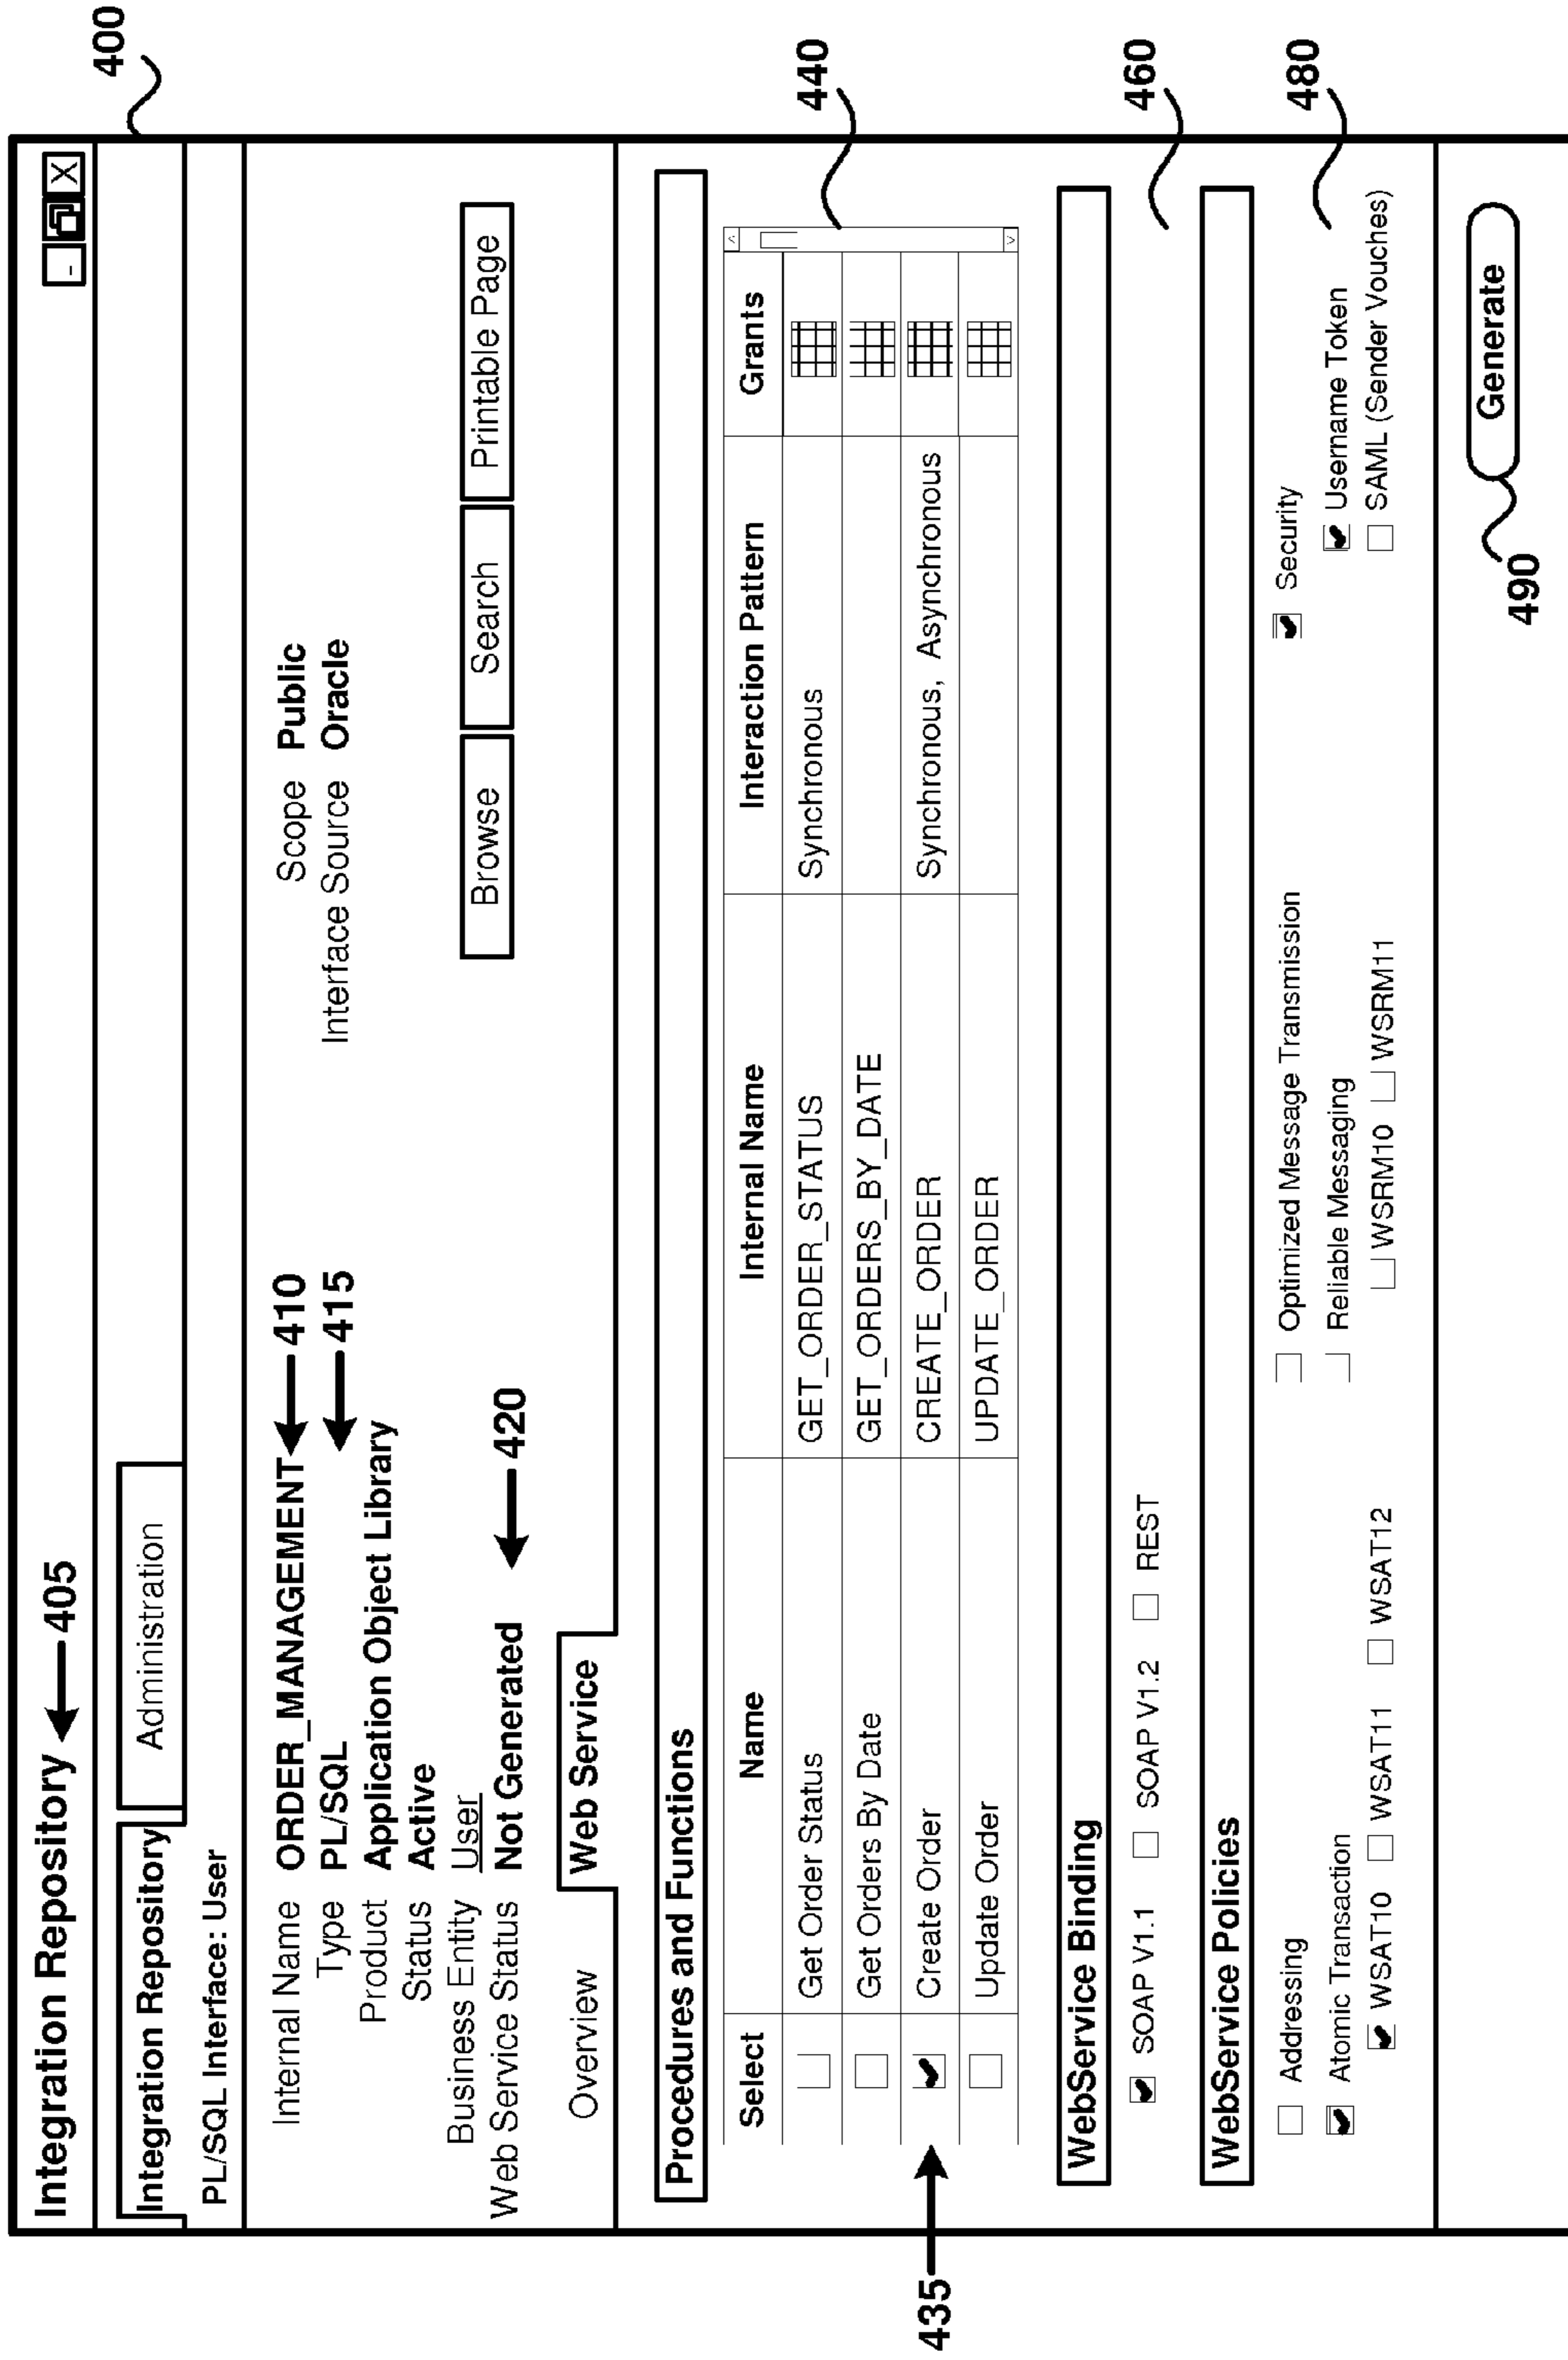 Integration Repository 405
400
Integration Repository Administration
PL/SQL Interface: User
Internal Name ORDER_MANAGEMENT 410 Scope Public
Type PL/SQL 415 Interface Source Oracle
Product Application Object Library
Status Active
Business Entity User
Web Service Status Not Generated 420
Browse Search Printable Page
Overview Web Service
Procedures and Functions
Select Name Internal Name Interaction Pattern Grants
Get Order Status GET_ORDER_STATUS Synchronous
440
Get Orders By Date GET_ORDERS_BY_DATE
435 Create Order CREATE_ORDER Synchronous, Asynchronous
Update Order UPDATE_ORDER
WebService Binding
SOAP V1.1 SOAP V1.2 REST
460
WebService Policies
Addressing Optimized Message Transmission Security
480
Atomic Transaction Reliable Messaging Username Token
WSAT10 WSAT11 WSAT12 WSRM10 WSRM11 SAML (Sender Vouches)
490 Generate